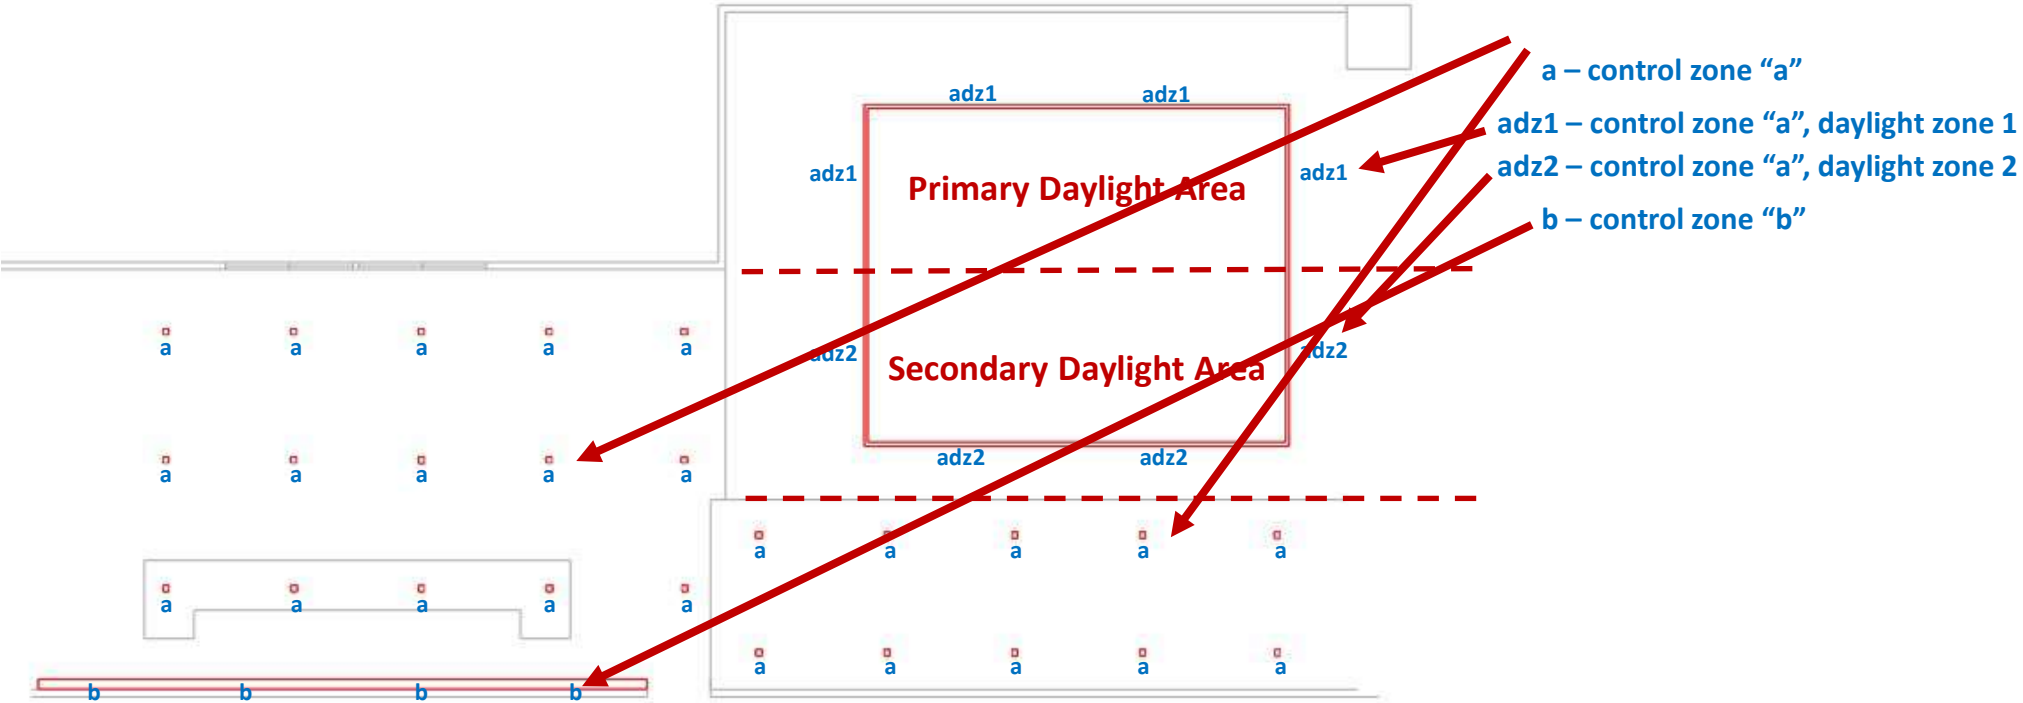 a – control zone “a”
adz1 adz1
adz1 – control zone “a”, daylight zone 1
adz2 – control zone “a”, daylight zone 2
adz1 Primary Daylight Area adz1
b – control zone “b”
a a a a a
adz2 Secondary Daylight Area adz2
adz2 adz2
a a a a a
a a a a a
a a a a a
a a a a a
b b b b